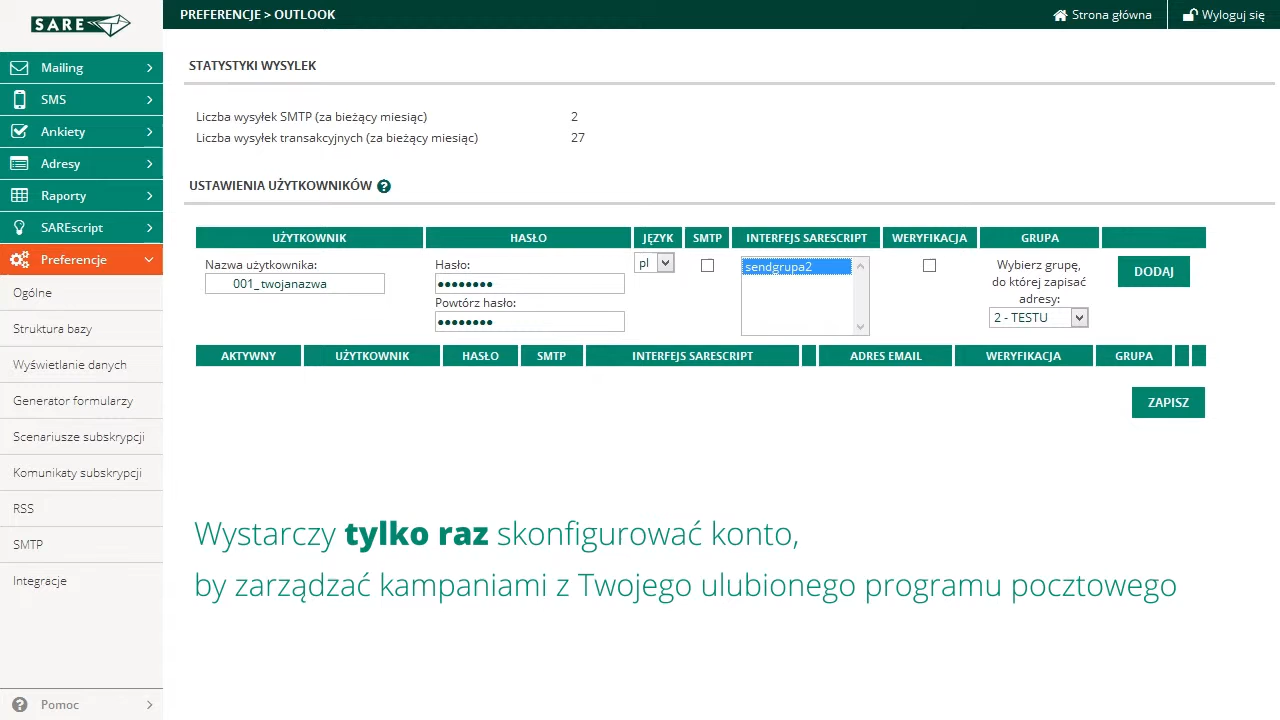 SARE
PREFERENCJE > OUTLOOK
Strona główna
Wyloguj się
Mailing
SMS
Ankiety
Adresy
Raporty
SAREscript
Preferencje
Ogólne
Struktura bazy
Wyświetlanie danych
Generator formularzy
Scenariusze subskrypcji
Komunikaty subskrypcji
RSS
SMTP
Integracje
Pomoc
STATYSTYKI WYSYLEK
Liczba wysyłek SMTP (za bieżący miesiąc) 2
Liczba wysyłek transakcyjnych (za bieżący miesiąc) 27
USTAWIENIA UŻYTKOWNIKÓW ?
UŻYTKOWNIK HASŁO JĘZYK SMTP INTERFEJS SARESCRIPT WERYFIKACJA GRUPA
Nazwa użytkownika:
001_twojanazwa
Hasło:
••••••••
Powtórz hasło:
••••••••
pl
sendgrupa2
Wybierz grupę,
do której zapisać
adresy:
2 - TESTU
DODAJ
AKTYWNY UŻYTKOWNIK HASŁO SMTP INTERFEJS SARESCRIPT ADRES EMAIL WERYFIKACJA GRUPA
ZAPISZ
Wystarczy tylko raz skonfigurować konto,
by zarządzać kampaniami z Twojego ulubionego programu pocztowego